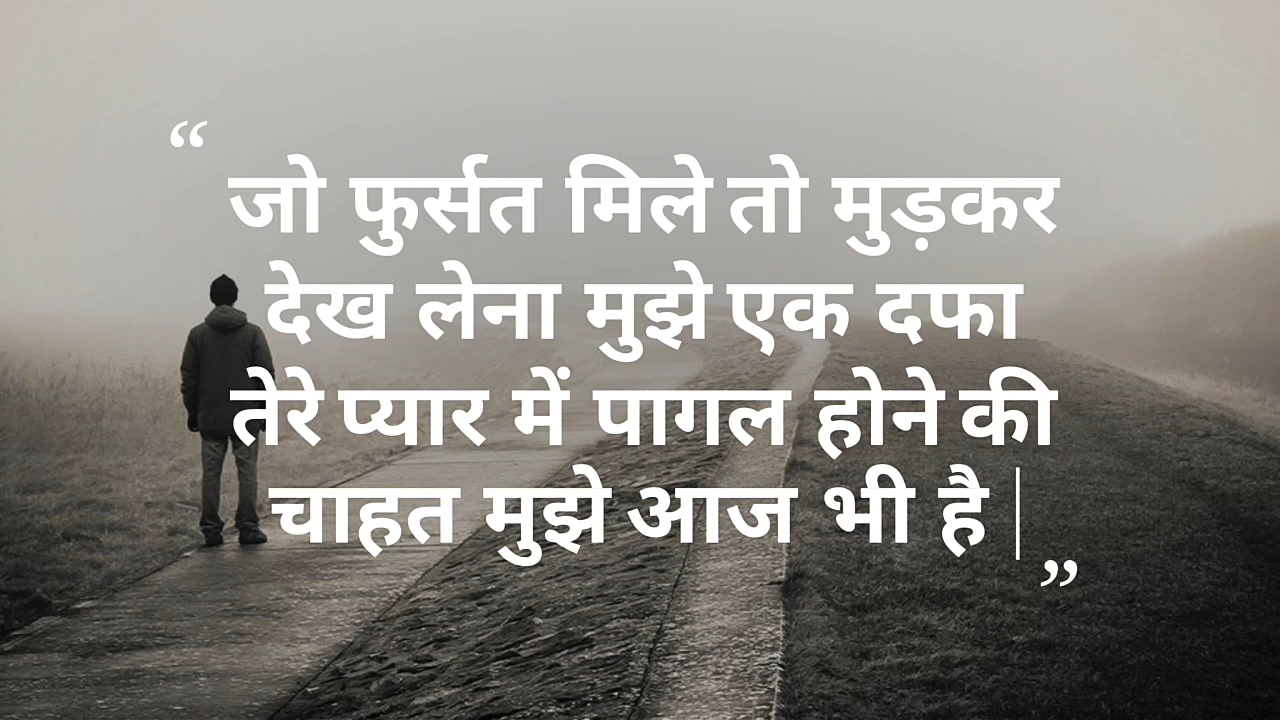 “
जो फुर्सत मिले तो मुड़कर
देख लेना मुझे एक दफा
तेरे प्यार में पागल होने की
चाहत मुझे आज भी है |
”